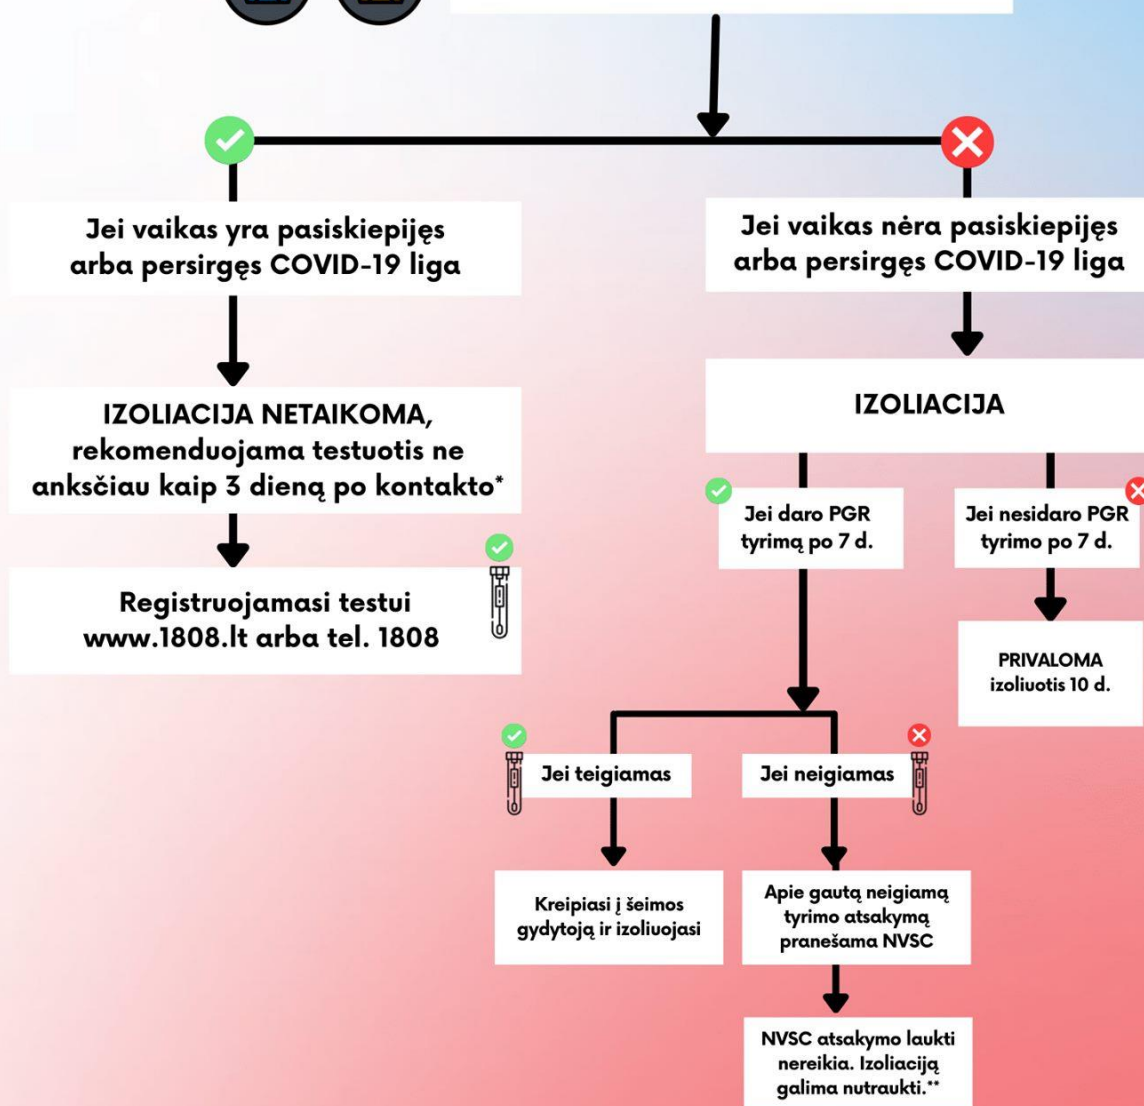 Jei vaikas yra pasiskiepijęs
arba persirgęs COVID-19 liga
IZOLIACIJA NETAIKOMA,
rekomenduojama testuotis ne
anksčiau kaip 3 dieną po kontakto*
Registruojamasi testui
www.1808.lt arba tel. 1808
Jei vaikas nėra pasiskiepijęs
arba persirgęs COVID-19 liga
IZOLIACIJA
Jei daro PGR
tyrimą po 7 d.
Jei nesidaro PGR
tyrimo po 7 d.
PRIVALOMA
izoliuotis 10 d.
Jei teigiamas
Kreipiasi į šeimos
gydytoją ir izoliuojasi
Jei neigiamas
Apie gautą neigiamą
tyrimo atsakymą
pranešama NVSC
NVSC atsakymo laukti
nereikia. Izoliaciją
galima nutraukti.**